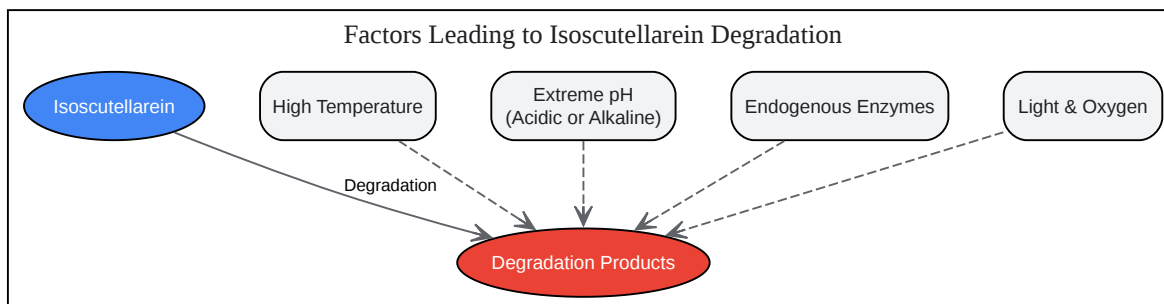 Factors Leading to Isoscutellarein Degradation
Isoscutellarein
High Temperature
Extreme pH
(Acidic or Alkaline)
Endogenous Enzymes
Light & Oxygen
Degradation
Degradation Products